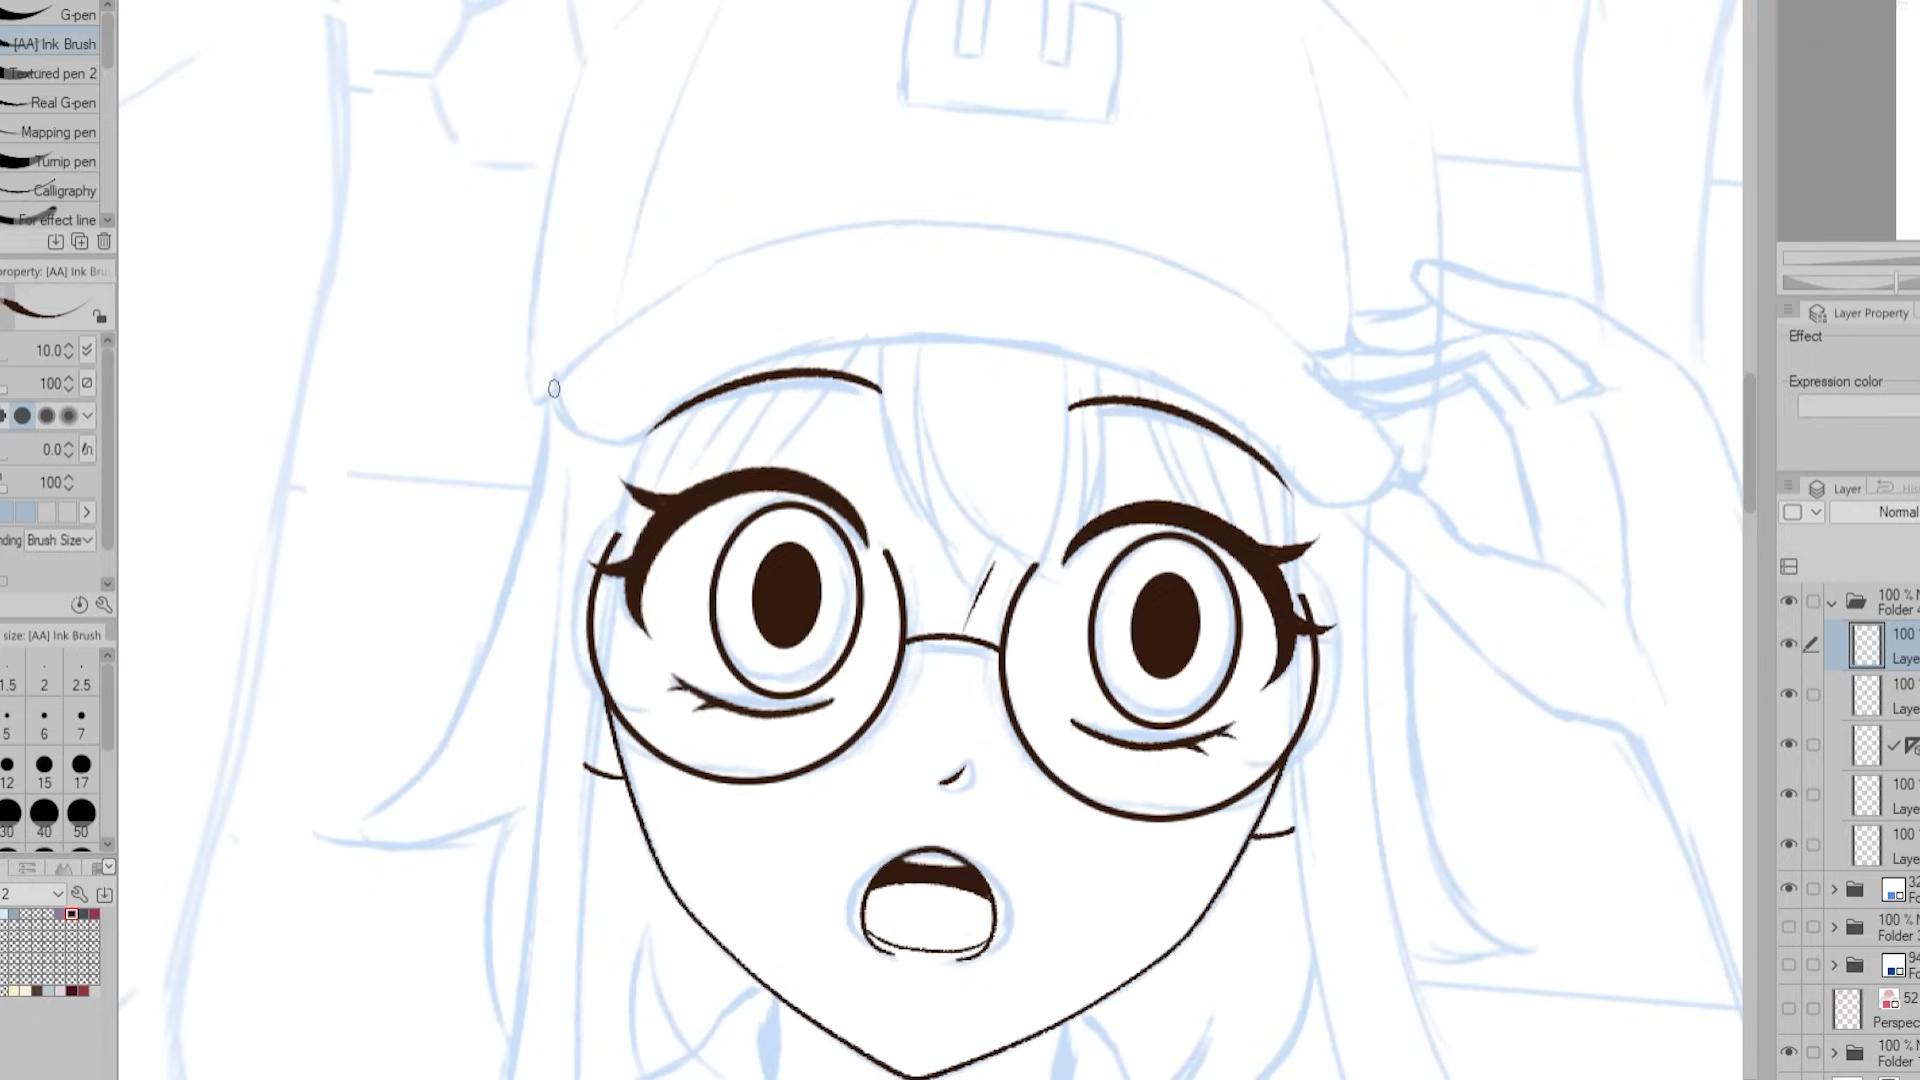 G-pen
[AA] Ink Brush
Textured pen 2
Real G-pen
Mapping pen
Turnip pen
Calligraphy
For effect line
property: [AA] Ink Bru
10.0
100
0.0
100
Brush Size
size: [AA] Ink Brush
1.5 2 2.5
5 6 7
12 15 17
30 40 50
2
Layer Property
Effect
Expression color
Layer
Normal
100 % N
Folder 4
100
Laye
100
Laye
100
Laye
100
Laye
32
Fo
100 % N
Folder
94
Fo
52
Perspec
100 % N
Folder